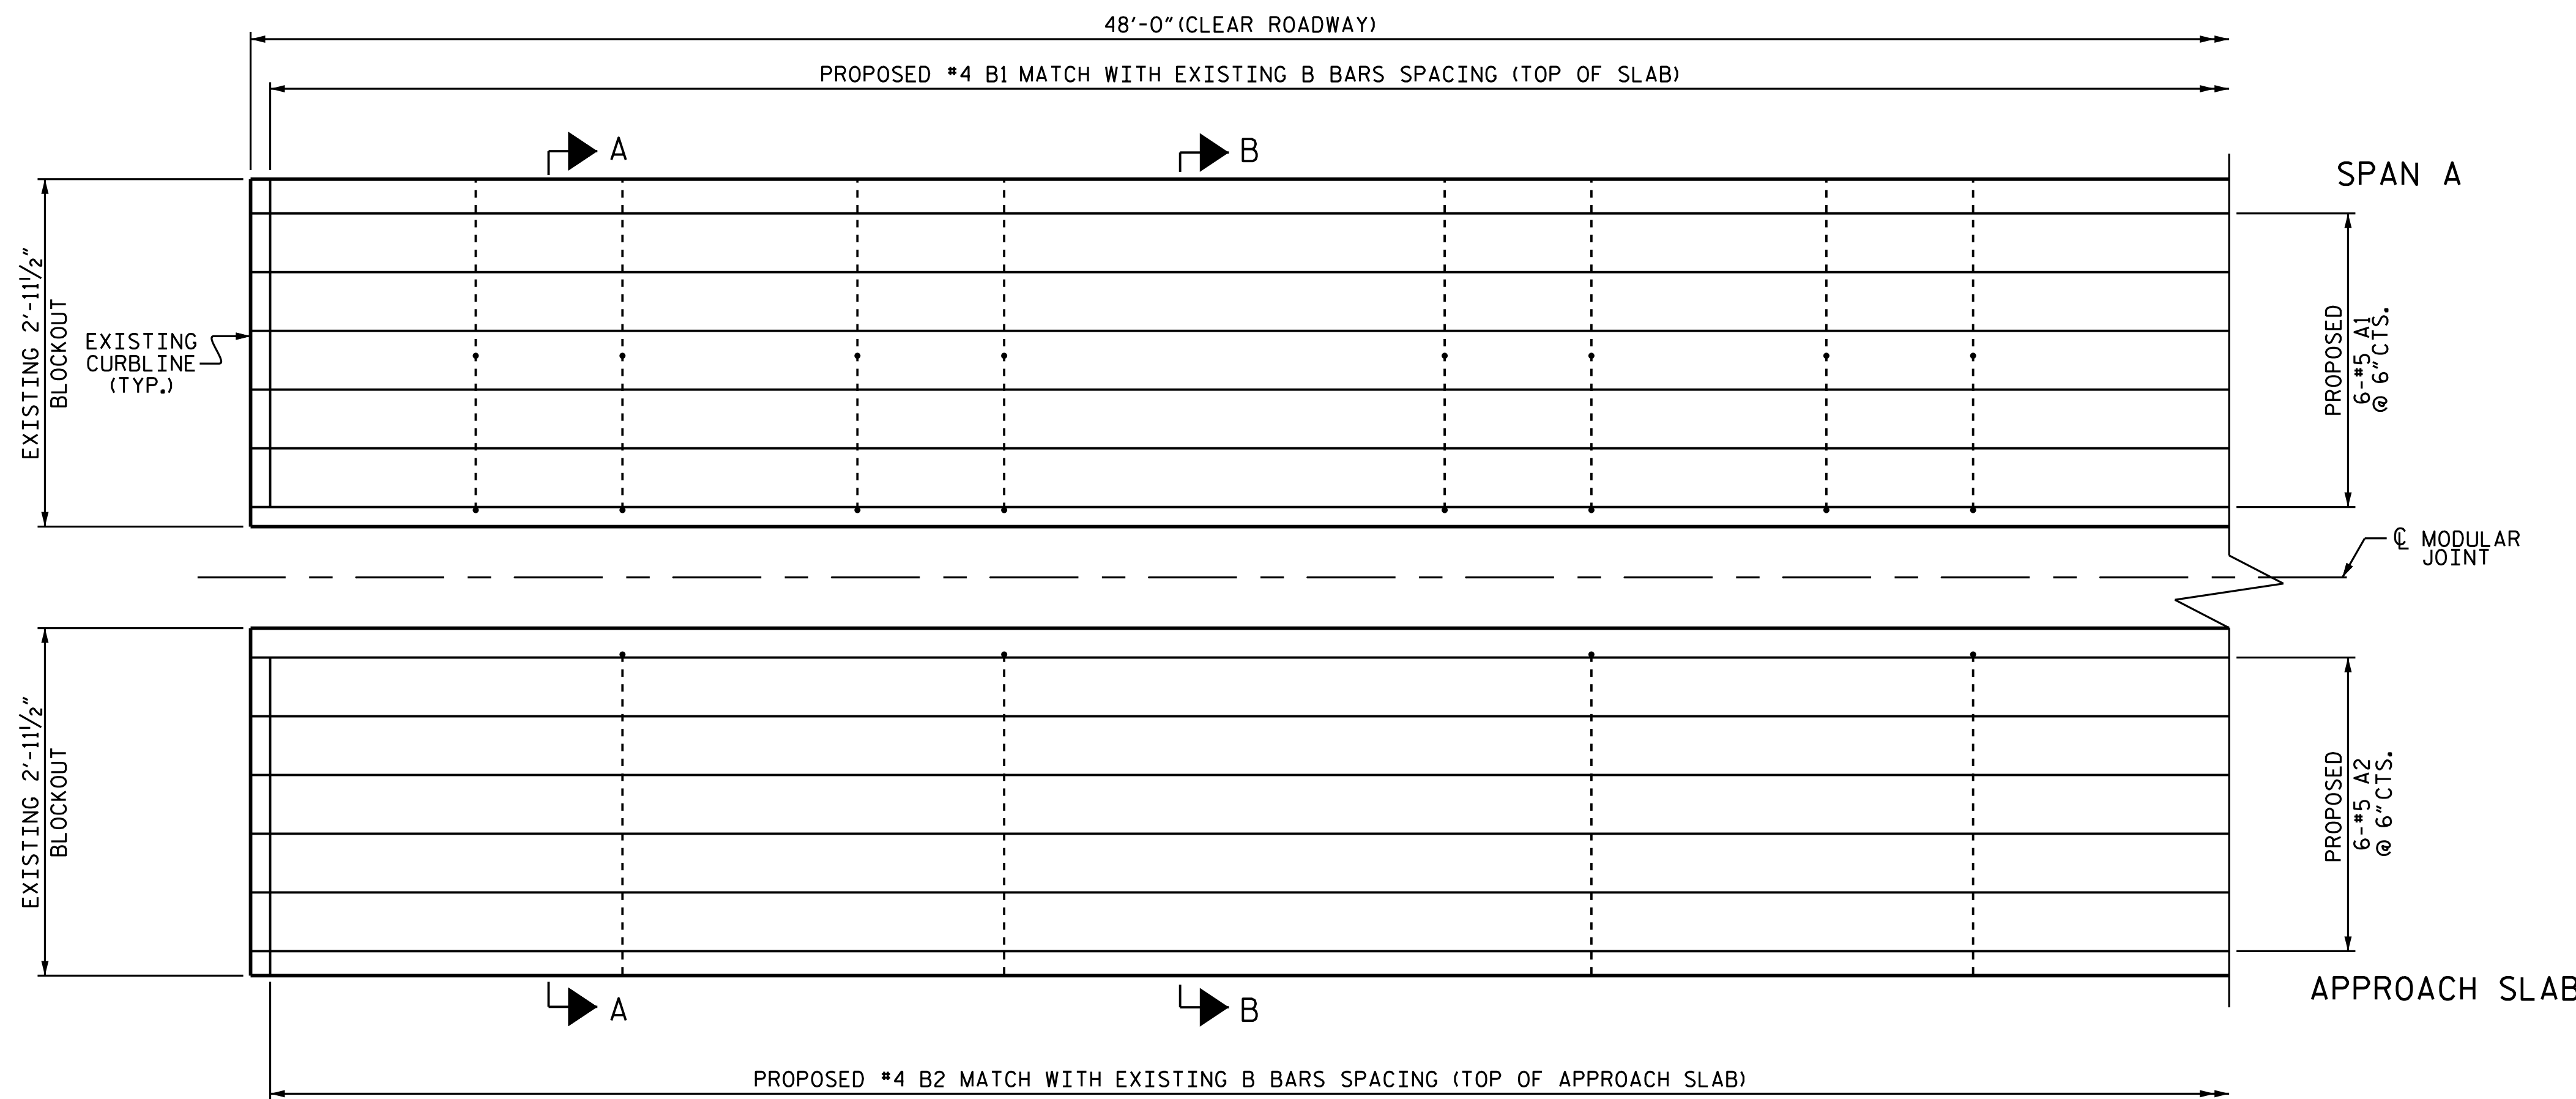 48'-0" (CLEAR ROADWAY)
PROPOSED #4 B1 MATCH WITH EXISTING B BARS SPACING (TOP OF SLAB)
A
B
SPAN A
EXISTING 2'-11½"
BLOCKOUT
EXISTING
CURBLINE
(TYP.)
PROPOSED
6-#5 A1
@ 6"CTS.
℄ MODULAR
JOINT
EXISTING 2'-11½"
BLOCKOUT
PROPOSED
6-#5 A2
@ 6"CTS.
APPROACH SLAB
A
B
PROPOSED #4 B2 MATCH WITH EXISTING B BARS SPACING (TOP OF APPROACH SLAB)